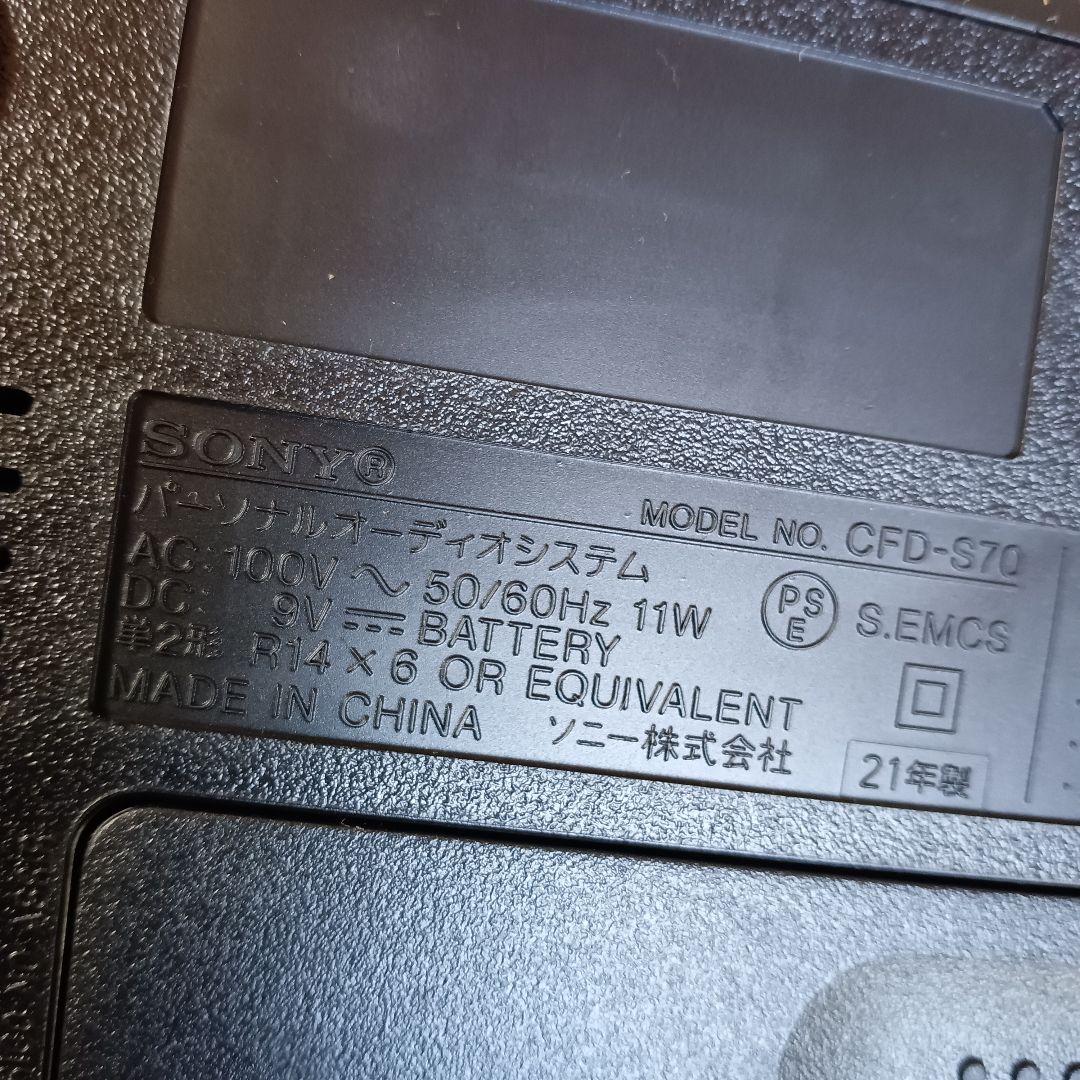 SONY®
MODEL NO. CFD-S70
パーソナルオーディオシステム
AC: 100V ～ 50/60Hz 11W
DC: 9V ⎓ BATTERY
単2形 R14 × 6 OR EQUIVALENT
MADE IN CHINA ソニー株式会社
PSE S.EMCS
21年製